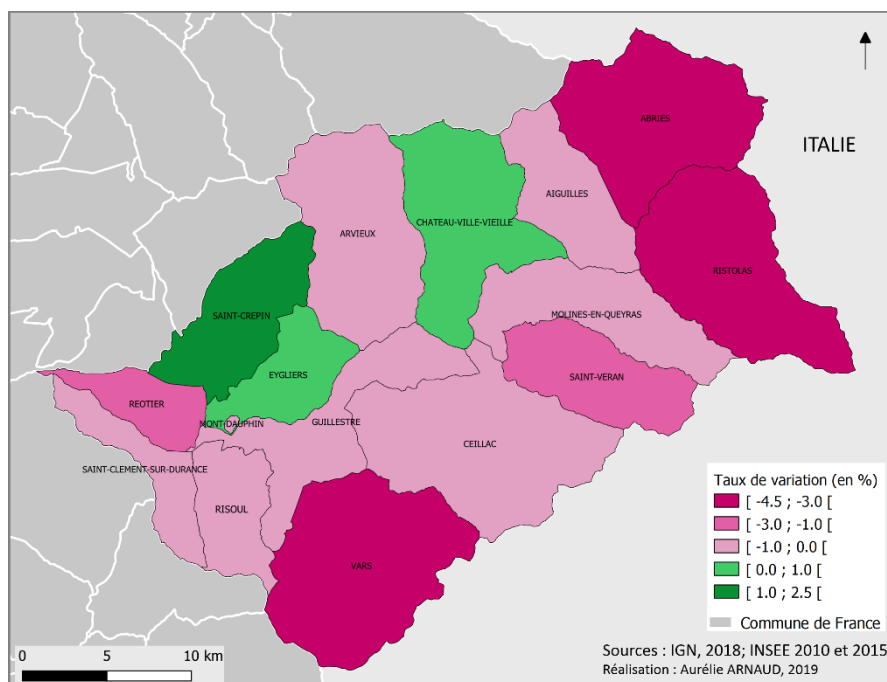 ABRIES
ITALIE
AIGUILLES
CHATEAU-VILLE-VIEILLE
ARVIEUX
RISTOLAS
SAINT-CREPIN
MOLINES-EN-QUEYRAS
EYGLIERS
SAINT-VERAN
REOTIER
MONT-DAUPHIN
GUILLESTRE
CEILLAC
SAINT-CLEMENT-SUR-DURANCE
RISOUL
VARS
Taux de variation (en %)
[ -4.5 ; -3.0 [
[ -3.0 ; -1.0 [
[ -1.0 ; 0.0 [
[ 0.0 ; 1.0 [
[ 1.0 ; 2.5 [
Commune de France
0 5 10 km
Sources : IGN, 2018; INSEE 2010 et 2015
Réalisation : Aurélie ARNAUD, 2019